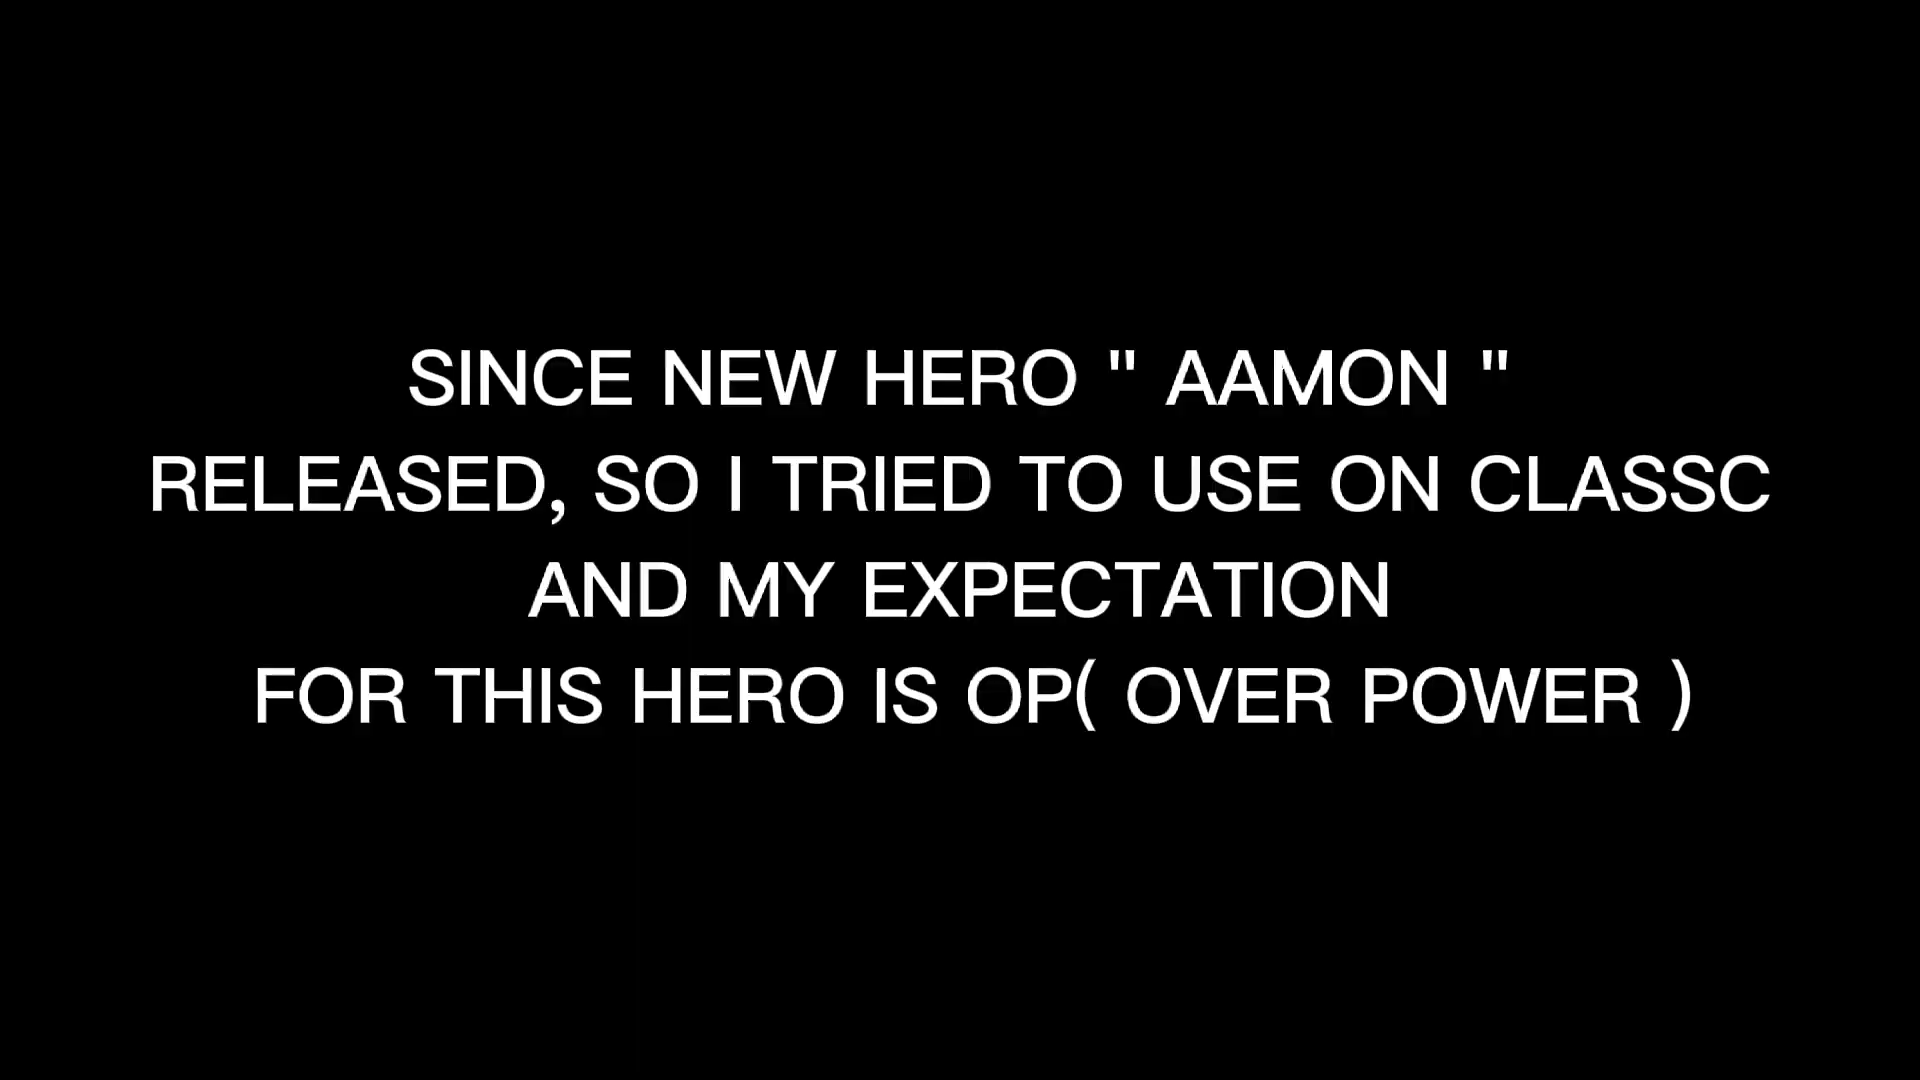 SINCE NEW HERO " AAMON "
RELEASED, SO I TRIED TO USE ON CLASSC
AND MY EXPECTATION
FOR THIS HERO IS OP( OVER POWER )